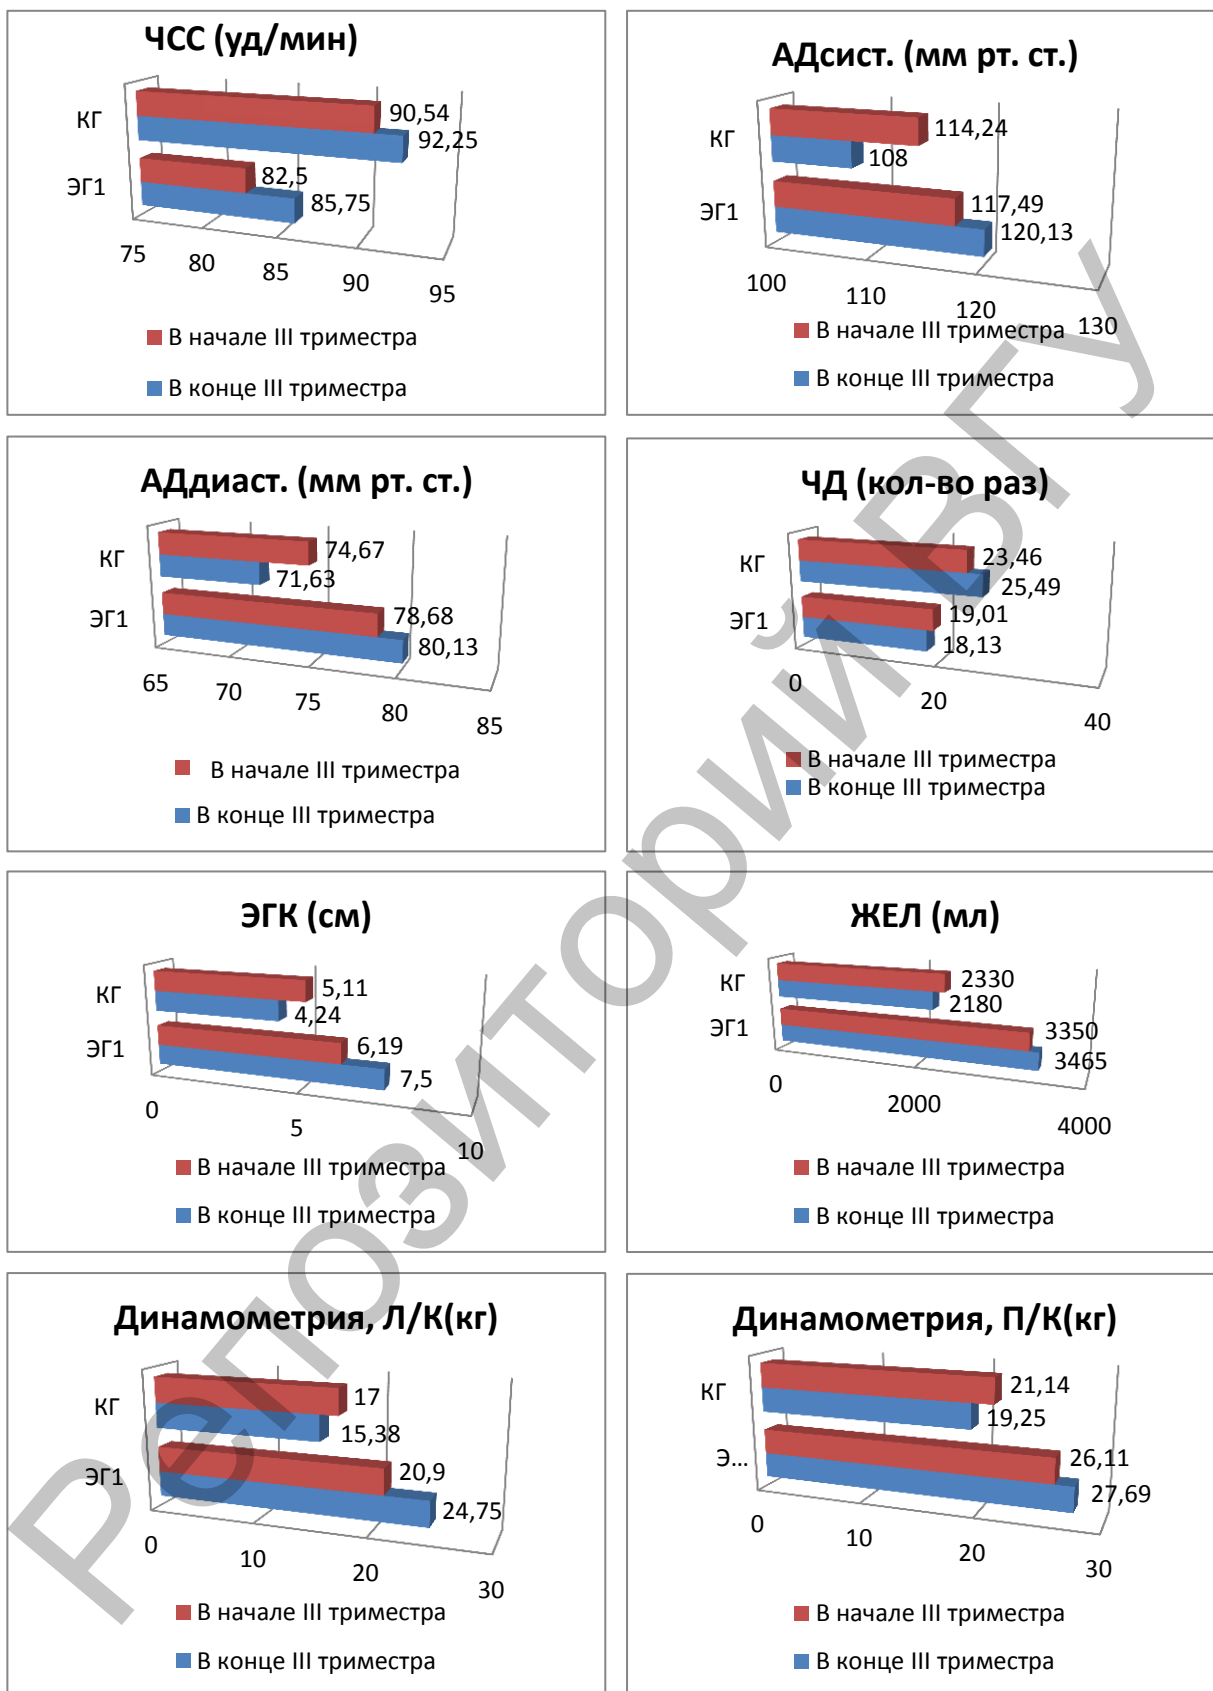 ЧСС (уд/мин)
КГ
90,54
92,25
ЭГ1
82,5
85,75
75
80
85
90
95
В начале III триместра
В конце III триместра
АДсист. (мм рт. ст.)
КГ
114,24
108
ЭГ1
117,49
120,13
100
110
120
130
В начале III триместра
В конце III триместра
АДдиаст. (мм рт. ст.)
КГ
74,67
71,63
ЭГ1
78,68
80,13
65
70
75
80
85
В начале III триместра
В конце III триместра
ЧД (кол-во раз)
КГ
23,46
25,49
ЭГ1
19,01
18,13
0
20
40
В начале III триместра
В конце III триместра
ЭГК (см)
КГ
5,11
4,24
ЭГ1
6,19
7,5
0
5
10
В начале III триместра
В конце III триместра
ЖЕЛ (мл)
КГ
2330
2180
ЭГ1
3350
3465
0
2000
4000
В начале III триместра
В конце III триместра
Динамометрия, Л/К(кг)
КГ
17
15,38
ЭГ1
20,9
24,75
0
10
20
30
В начале III триместра
В конце III триместра
Динамометрия, П/К(кг)
КГ
21,14
19,25
Э...
26,11
27,69
0
10
20
30
В начале III триместра
В конце III триместра
Репозиторий ВГУ